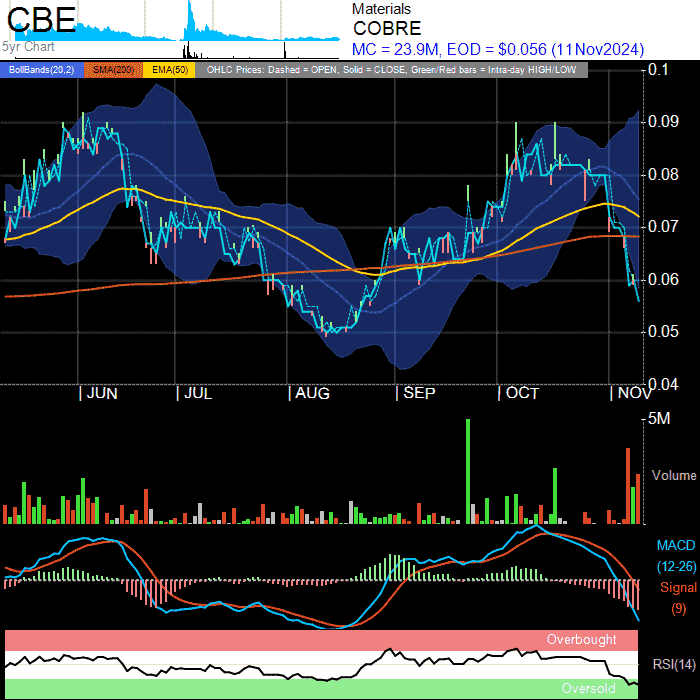 CBE
5yr Chart
Materials
COBRE
MC = 23.9M, EOD = $0.056 (11Nov2024)
BollBands(20,2) SMA(200) EMA(50) OHLC Prices: Dashed = OPEN, Solid = CLOSE, Green/Red bars = Intra-day HIGH/LOW
0.1
0.09
0.08
0.07
0.06
0.05
0.04
JUN JUL AUG SEP OCT NOV
5M
Volume
MACD
(12-26)
Signal
(9)
Overbought
RSI(14)
Oversold